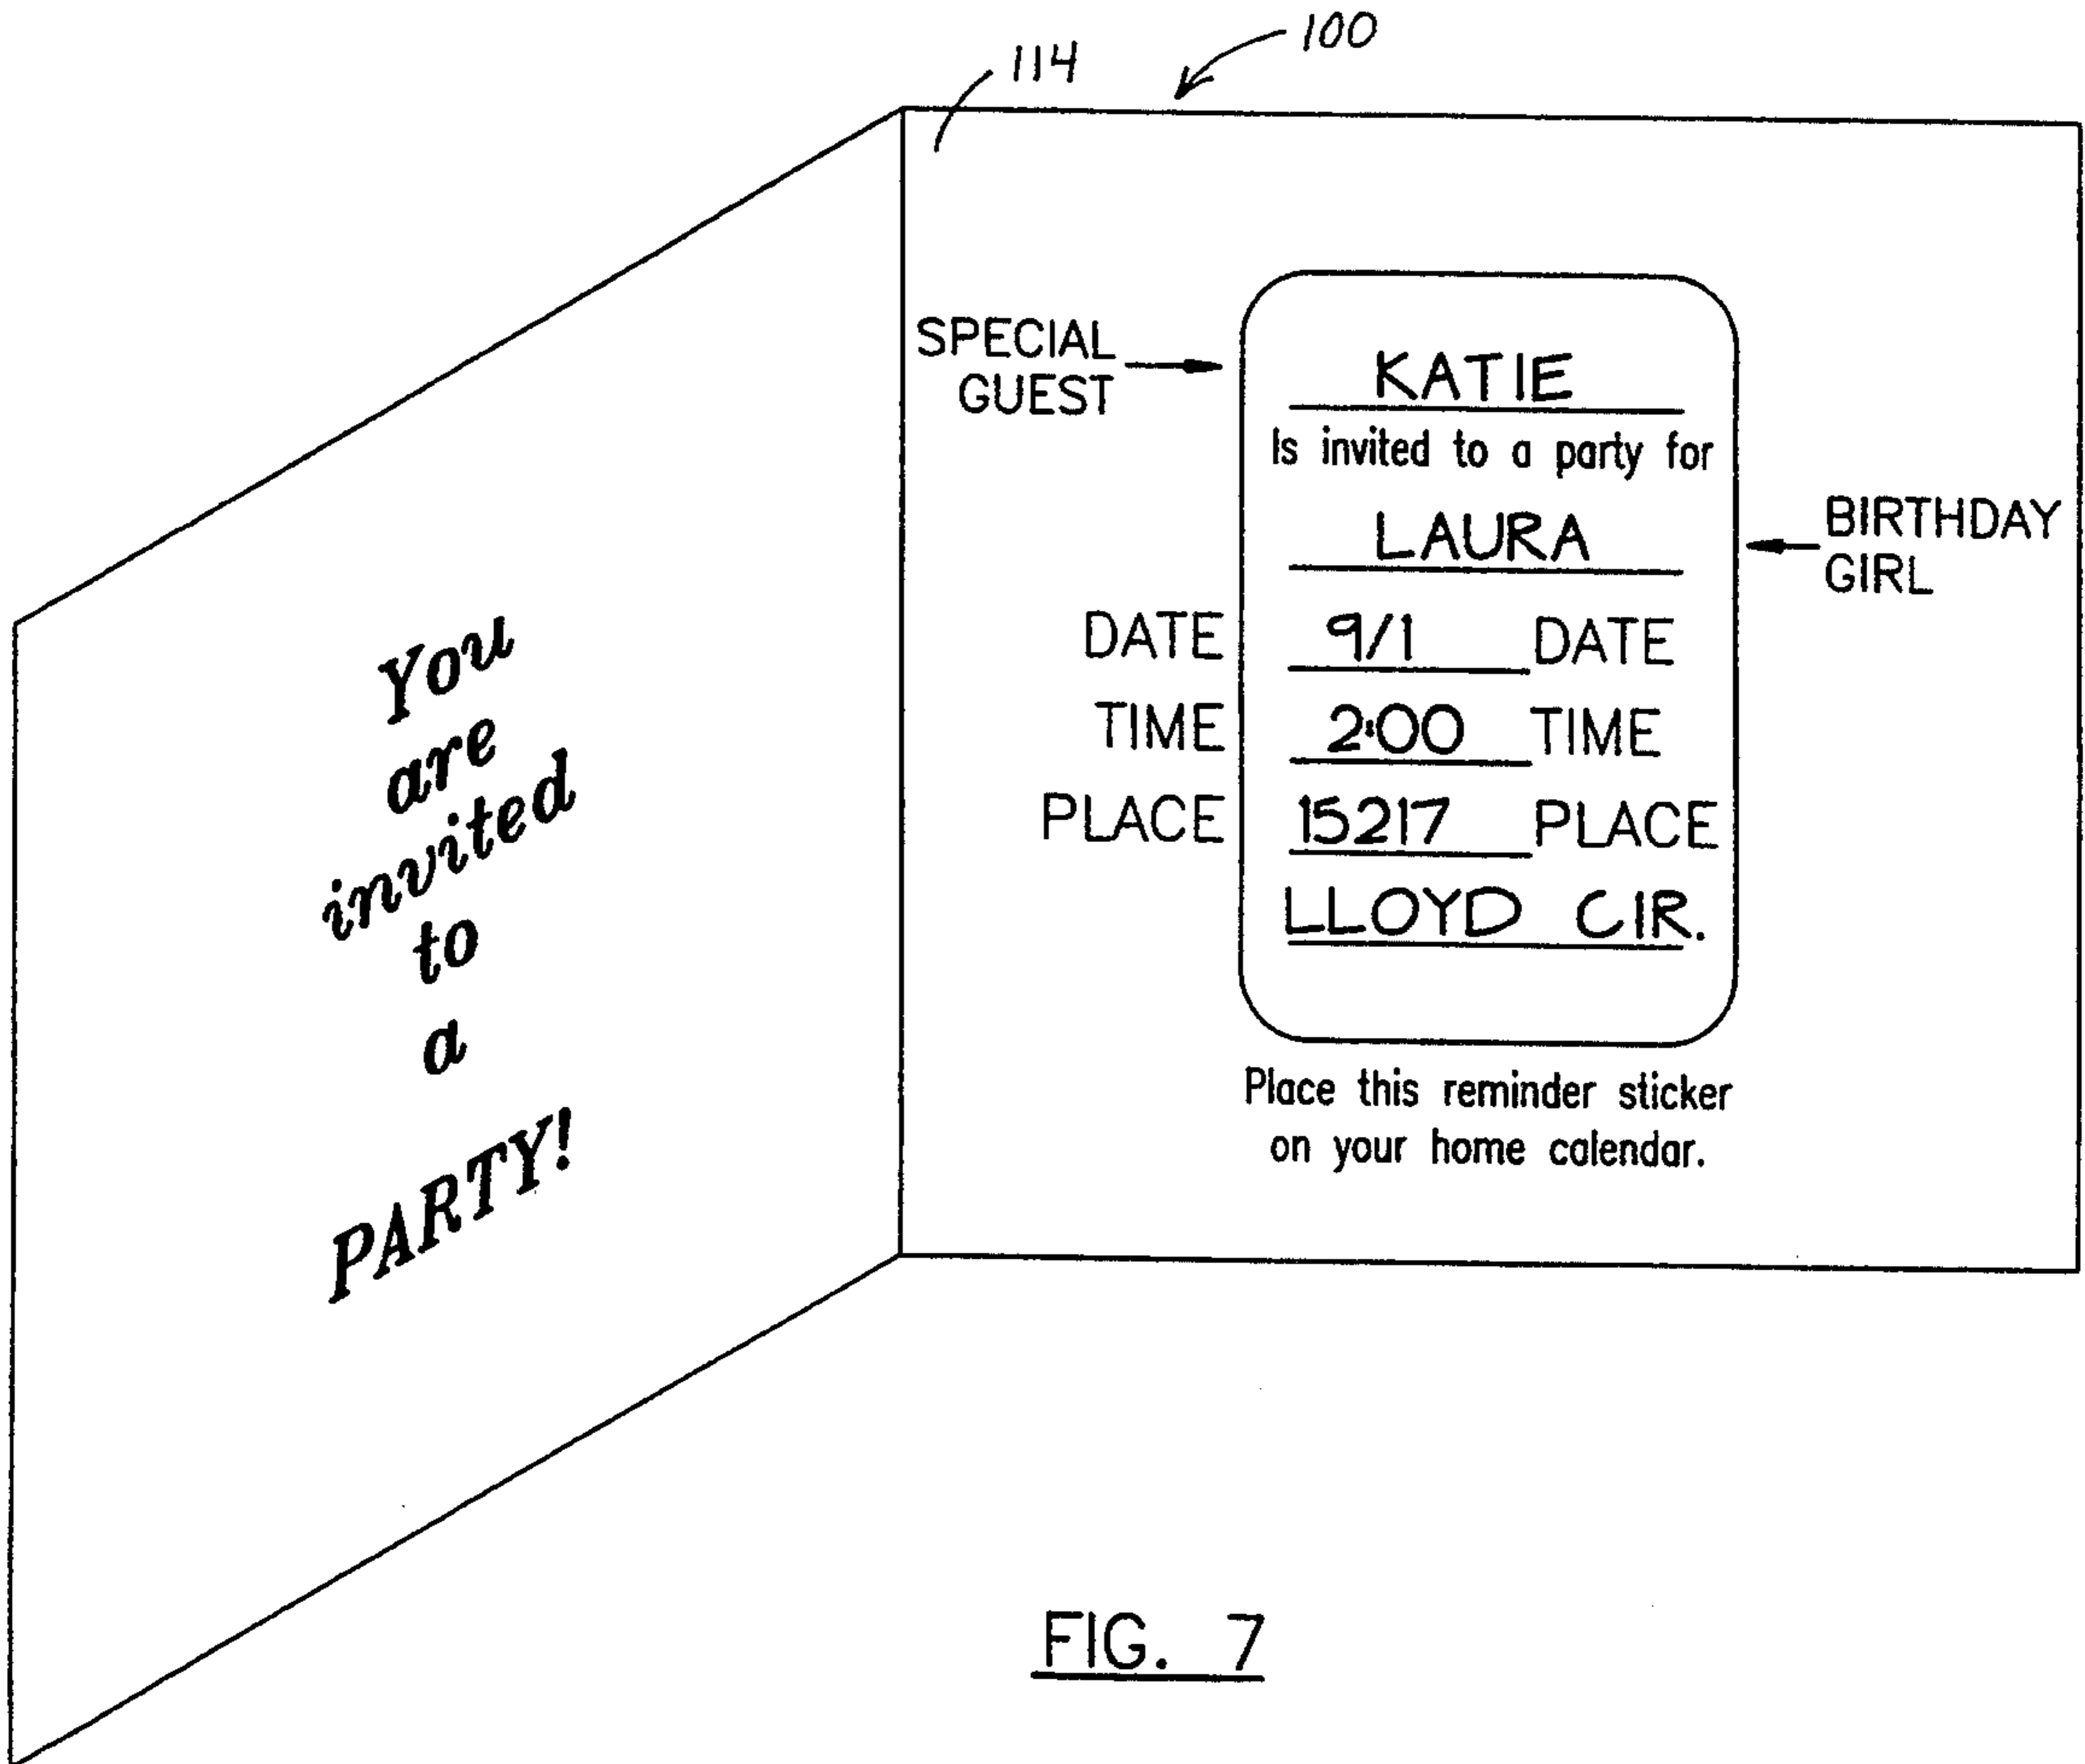 100
114
You
are
invited
to
a
PARTY!
SPECIAL
GUEST
KATIE
Is invited to a party for
LAURA
BIRTHDAY
GIRL
DATE 9/1 DATE
TIME 2:00 TIME
PLACE 15217 PLACE
LLOYD CIR.
Place this reminder sticker
on your home calendar.
FIG. 7